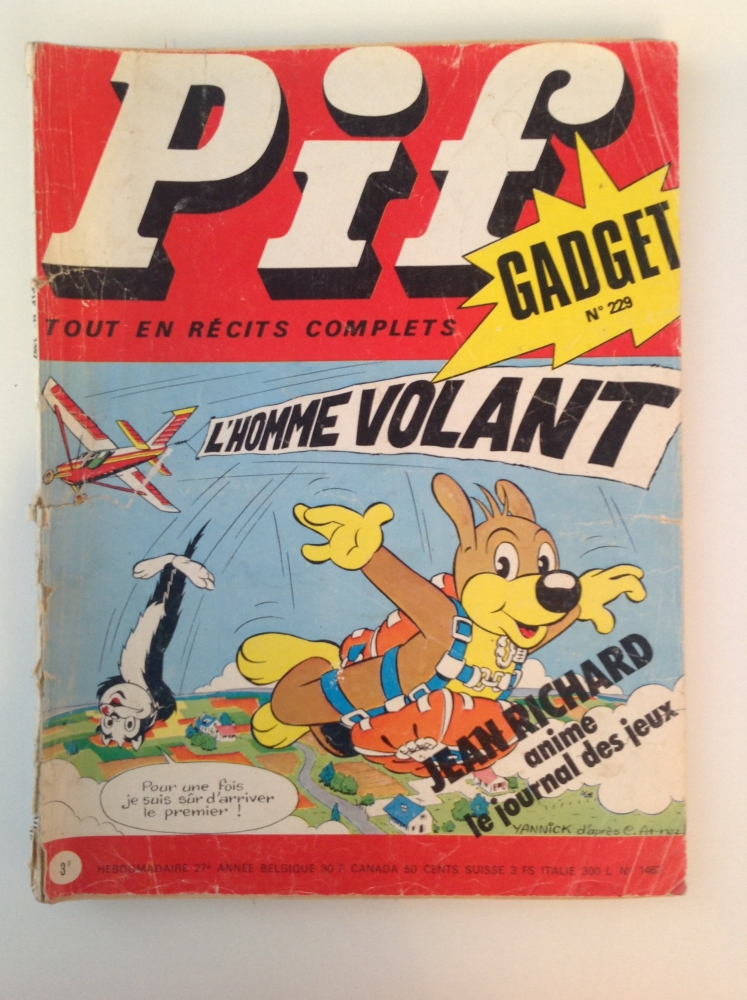 Pif
GADGET
N° 229
TOUT EN RÉCITS COMPLETS
L'HOMME VOLANT
JEAN RICHARD
anime
le journal des jeux
Pour une fois
je suis sûr d'arriver
le premier !
YANNICK d'après C. Arnal
3F
HEBDOMADAIRE 27e ANNÉE BELGIQUE 30 F CANADA 50 CENTS SUISSE 3 FS ITALIE 300 L N°